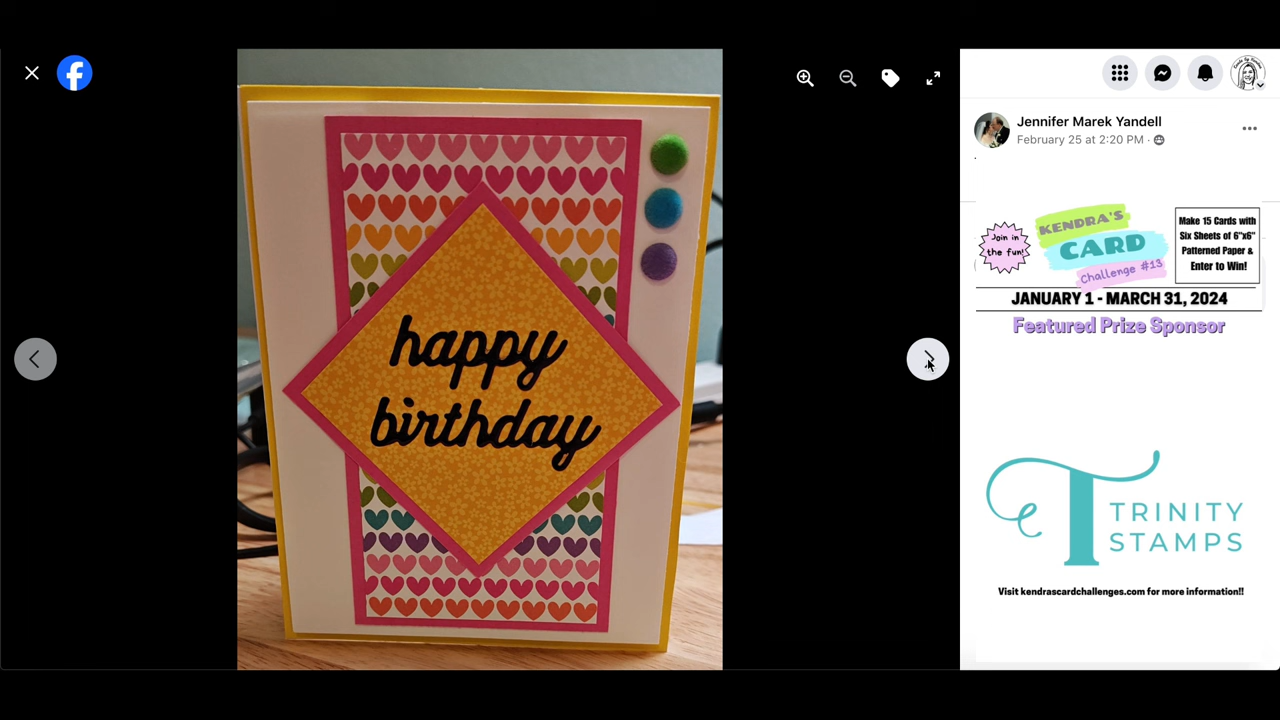 happy
birthday
Jennifer Marek Yandell
February 25 at 2:20 PM ·
Join in
the fun!
KENDRA'S
CARD
Challenge #13
Make 15 Cards with
Six Sheets of 6"x6"
Patterned Paper &
Enter to Win!
JANUARY 1 - MARCH 31, 2024
Featured Prize Sponsor
TRINITY
STAMPS
Visit kendrascardchallenges.com for more information!!